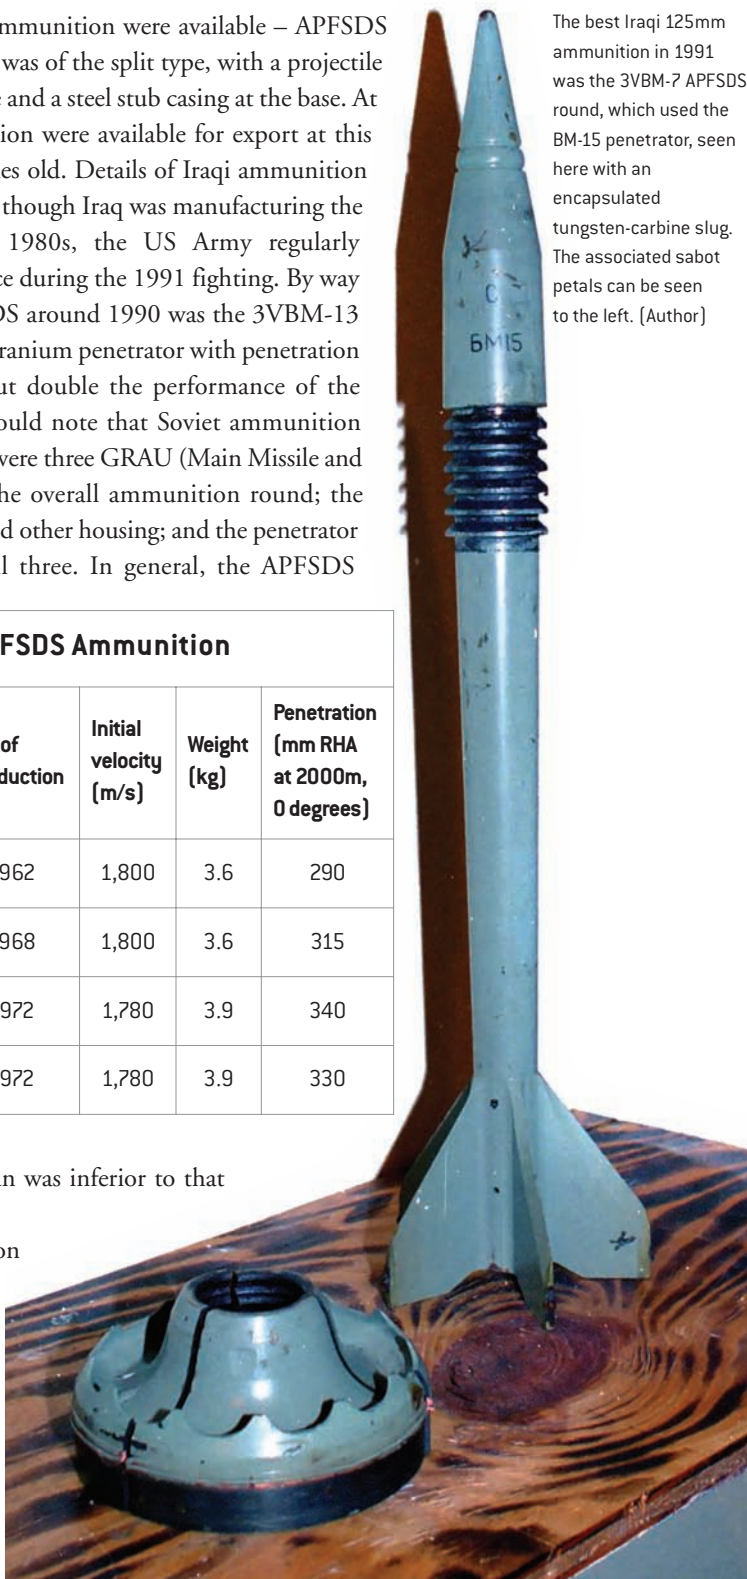 mmunition were available – APFSDS
was of the split type, with a projectile
e and a steel stub casing at the base. At
ion were available for export at this
es old. Details of Iraqi ammunition
though Iraq was manufacturing the
1980s, the US Army regularly
ce during the 1991 fighting. By way
DS around 1990 was the 3VBM-13
ranium penetrator with penetration
ut double the performance of the
ould note that Soviet ammunition
were three GRAU (Main Missile and
he overall ammunition round; the
d other housing; and the penetrator
l three. In general, the APFSDS
The best Iraqi 125mm
ammunition in 1991
was the 3VBM-7 APFSDS
round, which used the
BM-15 penetrator, seen
here with an
encapsulated
tungsten-carbine slug.
The associated sabot
petals can be seen
to the left. (Author)
C
БМ15
FSDS Ammunition
of
duction
Initial
velocity
(m/s)
Weight
(kg)
Penetration
(mm RHA
at 2000m,
0 degrees)
962 1,800 3.6 290
968 1,800 3.6 315
972 1,780 3.9 340
972 1,780 3.9 330
n was inferior to that
on